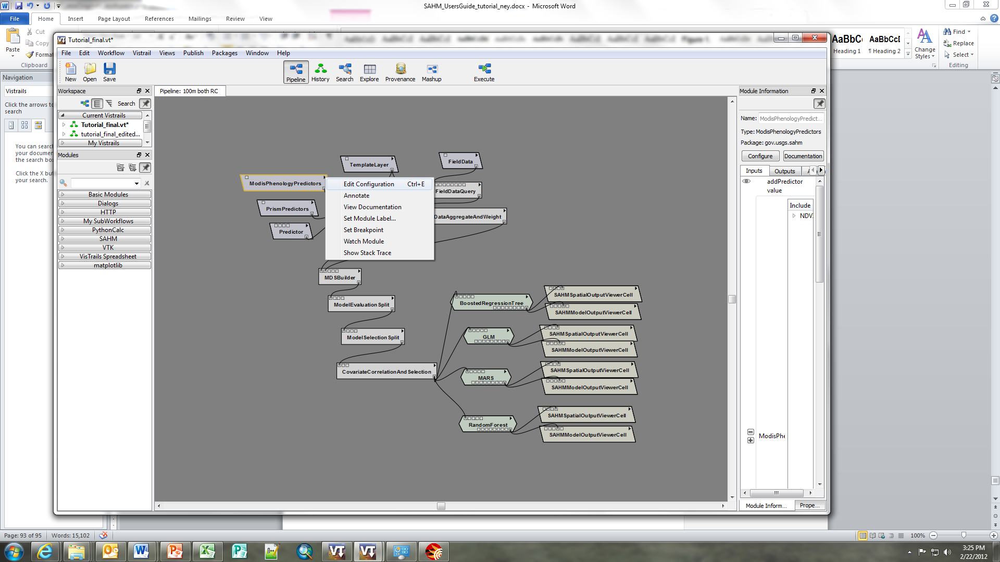 SAHM_UsersGuide_tutorial_ney.docx - Microsoft Word
File Home Insert Page Layout References Mailings Review View
Cut
Copy
Format
Paste
Clipboard
AaBbC AaBbCcI
Heading 1 ¶ Heading 2
Change Styles
Find
Replace
Select
Editing
Navigation
Vistrails
Click the arrows to
search
You can search
your document
the search box
Click the X button
your search.
Tutorial_final.vt*
File Edit Workflow Vistrail Views Publish Packages Window Help
New Open Save Pipeline History Search Explore Provenance Mashup Execute
Workspace
Search
Current Vistrails
Tutorial_final.vt*
tutorial_final_edited...
My Vistrails
Modules
Basic Modules
Dialogs
HTTP
My SubWorkflows
PythonCalc
SAHM
VTK
VisTrails Spreadsheet
matplotlib
Pipeline: 100m both RC
TemplateLayer
FieldData
ModisPhenologyPredictors
FieldDataQuery
PrismPredictors
DataAggregateAndWeight
Predictor
Edit Configuration Ctrl+E
Annotate
View Documentation
Set Module Label...
Set Breakpoint
Watch Module
Show Stack Trace
MDSBuilder
ModelEvaluationSplit
ModelSelectionSplit
CovariateCorrelationAndSelection
BoostedRegressionTree
SAHMSpatialOutputViewerCell
SAHMModelOutputViewerCell
GLM
SAHMSpatialOutputViewerCell
SAHMModelOutputViewerCell
MARS
SAHMSpatialOutputViewerCell
SAHMModelOutputViewerCell
RandomForest
SAHMSpatialOutputViewerCell
SAHMModelOutputViewerCell
Module Information
Name: ModisPhenologyPredict...
Type: ModisPhenologyPredictors
Package: gov.usgs.sahm
Configure Documentation
Inputs Outputs
addPredictor
value
Include
NDV
ModisPhe
Module Inform... Prope...
Page: 93 of 95 Words: 15,102
100%
3:25 PM
2/22/2012